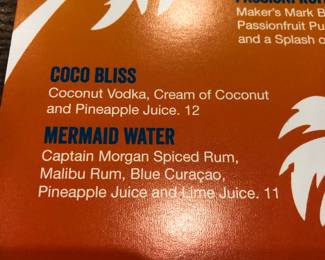 Maker's Mark B
Passionfruit Pu
and a Splash o
COCO BLISS
Coconut Vodka, Cream of Coconut
and Pineapple Juice. 12
MERMAID WATER
Captain Morgan Spiced Rum,
Malibu Rum, Blue Curaçao,
Pineapple Juice and Lime Juice. 11